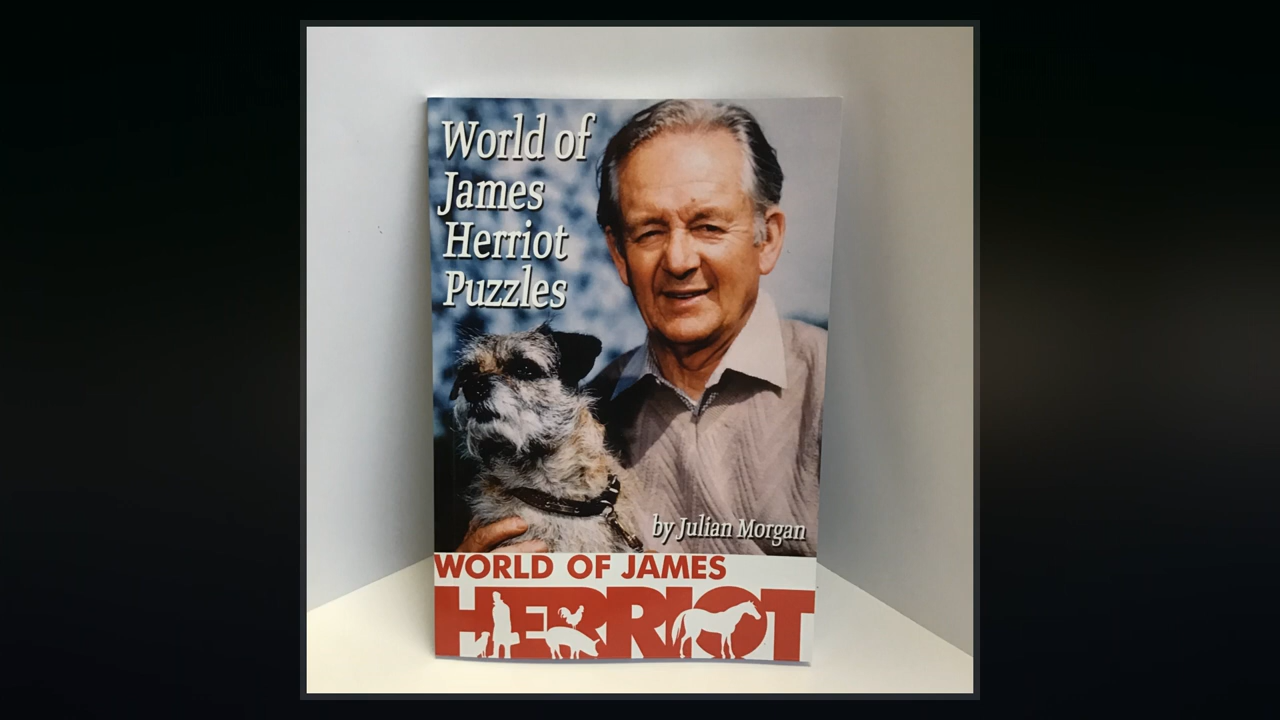 World of
James
Herriot
Puzzles
by Julian Morgan
WORLD OF JAMES
HERRIOT